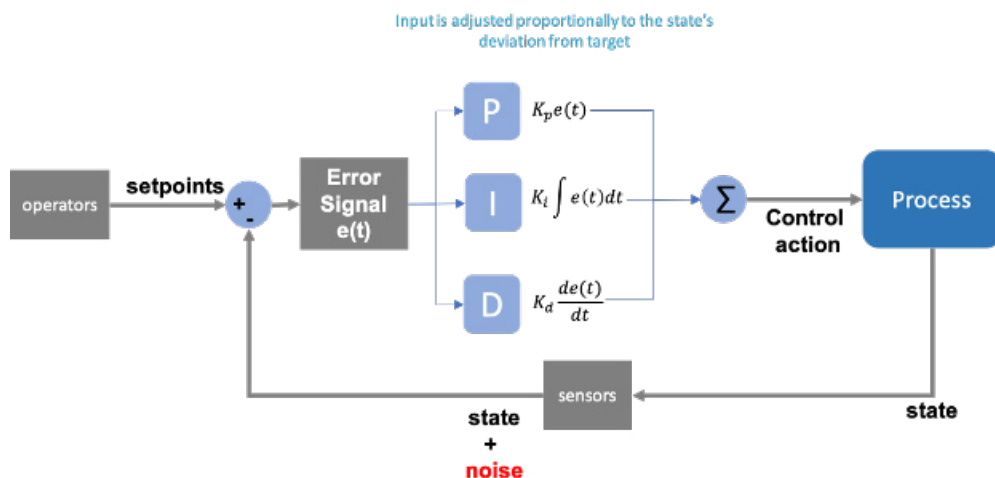 Input is adjusted proportionally to the state's
deviation from target
P
K_p e(t)
operators
setpoints
+
-
Error
Signal
e(t)
I
K_i ∫ e(t)dt
Σ
Control
action
Process
D
K_d de(t)/dt
sensors
state
+
noise
state